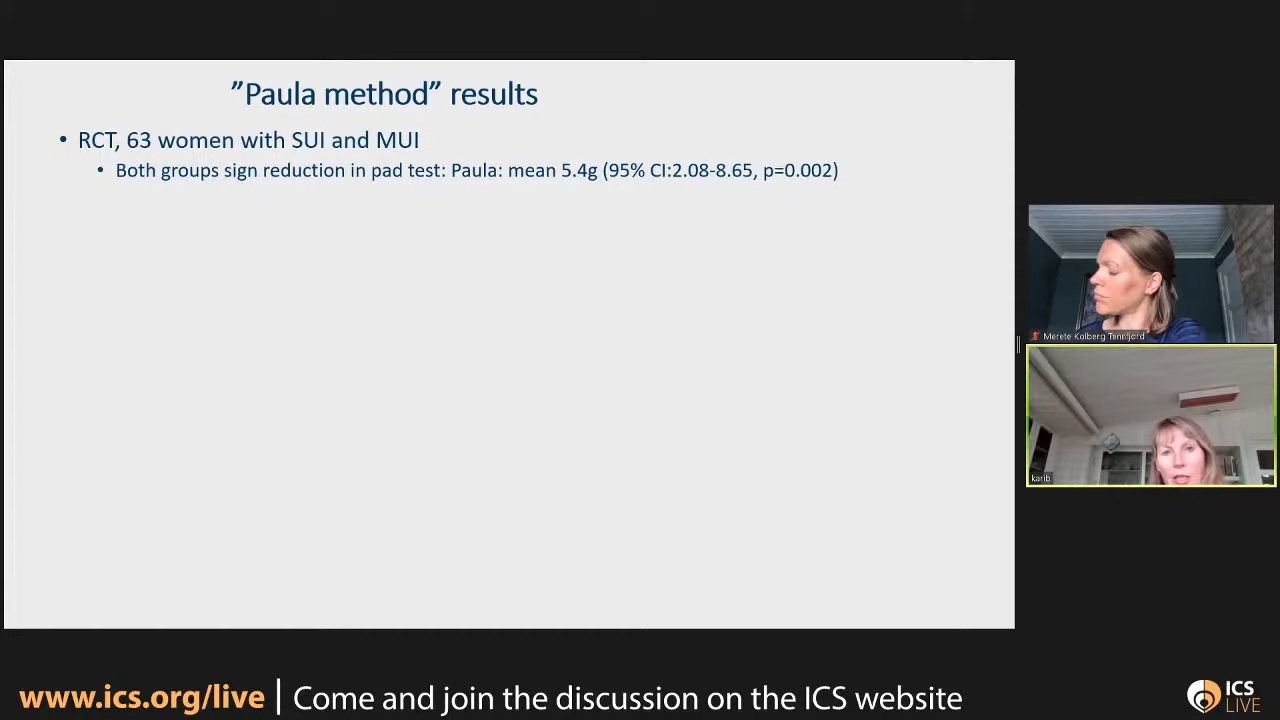 ”Paula method” results
• RCT, 63 women with SUI and MUI
• Both groups sign reduction in pad test: Paula: mean 5.4g (95% CI:2.08-8.65, p=0.002)
Merete Kolberg Tennfjord
karib
www.ics.org/live | Come and join the discussion on the ICS website
ICS
LIVE